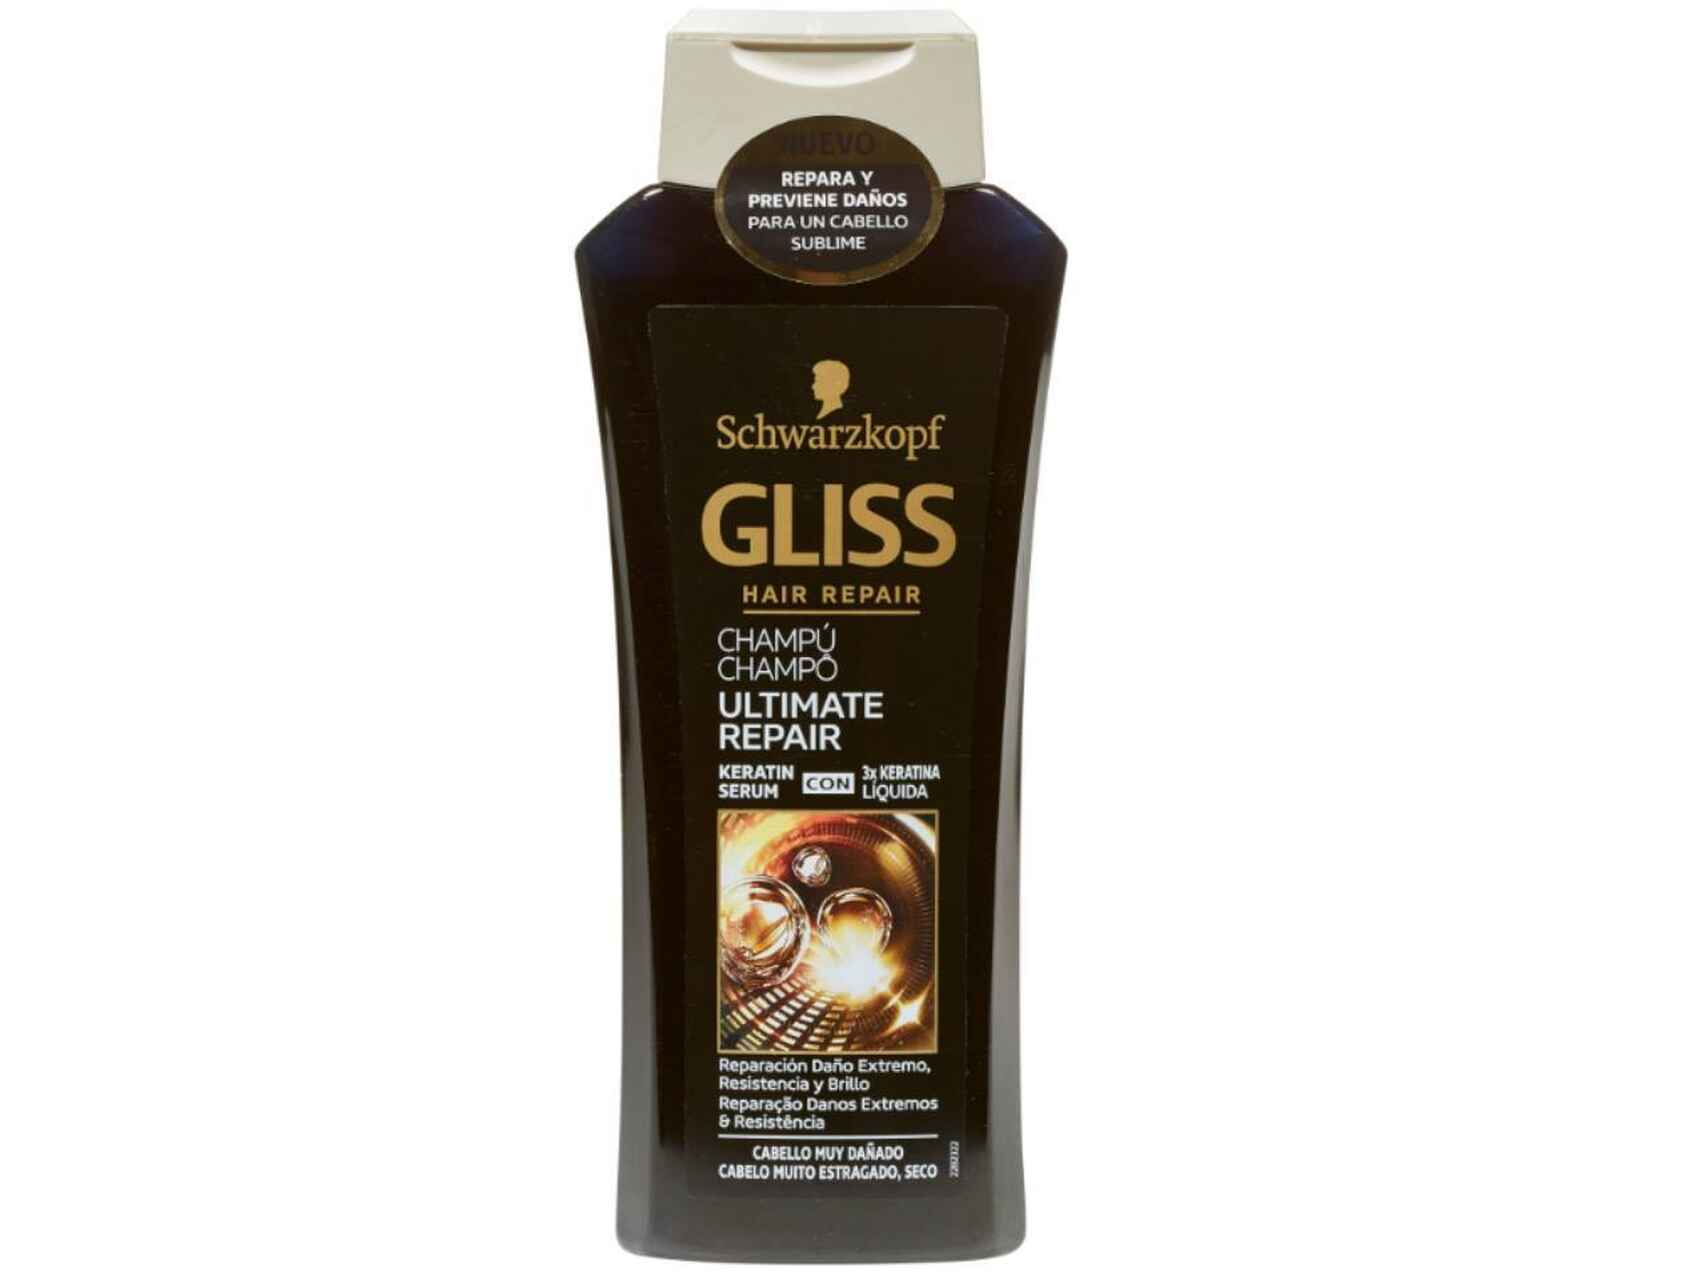 NUEVO
REPARA Y
PREVIENE DAÑOS
PARA UN CABELLO
SUBLIME
Schwarzkopf
GLISS
HAIR REPAIR
CHAMPÚ
CHAMPÔ
ULTIMATE
REPAIR
KERATIN
SERUM
CON
3x KERATINA
LÍQUIDA
Reparación Daño Extremo,
Resistencia y Brillo
Reparação Danos Extremos
& Resistência
CABELLO MUY DAÑADO
CABELO MUITO ESTRAGADO, SECO
2262322